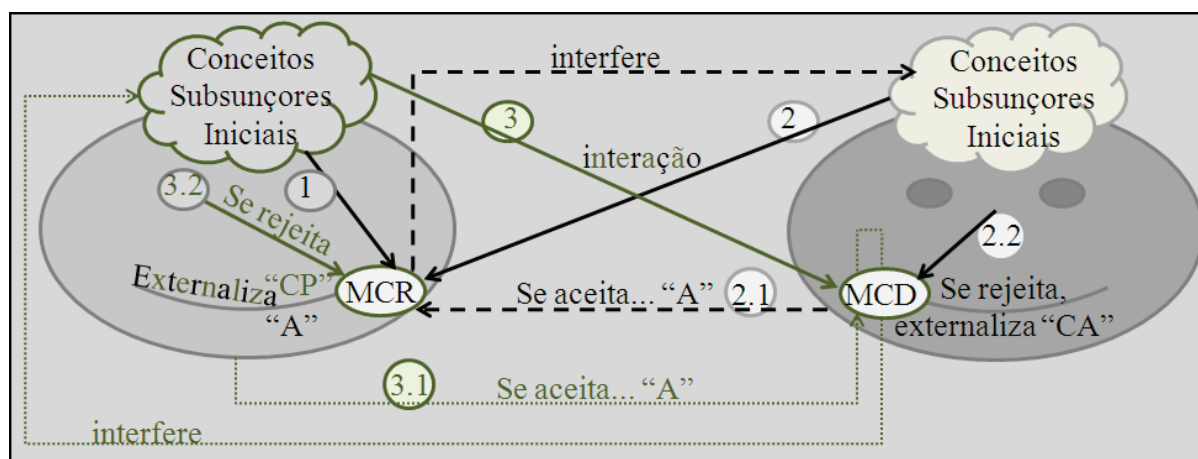 Conceitos
Subsunçores
Iniciais
interfere
Conceitos
Subsunçores
Iniciais
3
2
interação
3.2
1
Se rejeita
2.2
Externaliza “CP”
“A”
MCR
Se aceita... “A”
2.1
MCD
Se rejeita,
externaliza “CA”
3.1
Se aceita... “A”
interfere